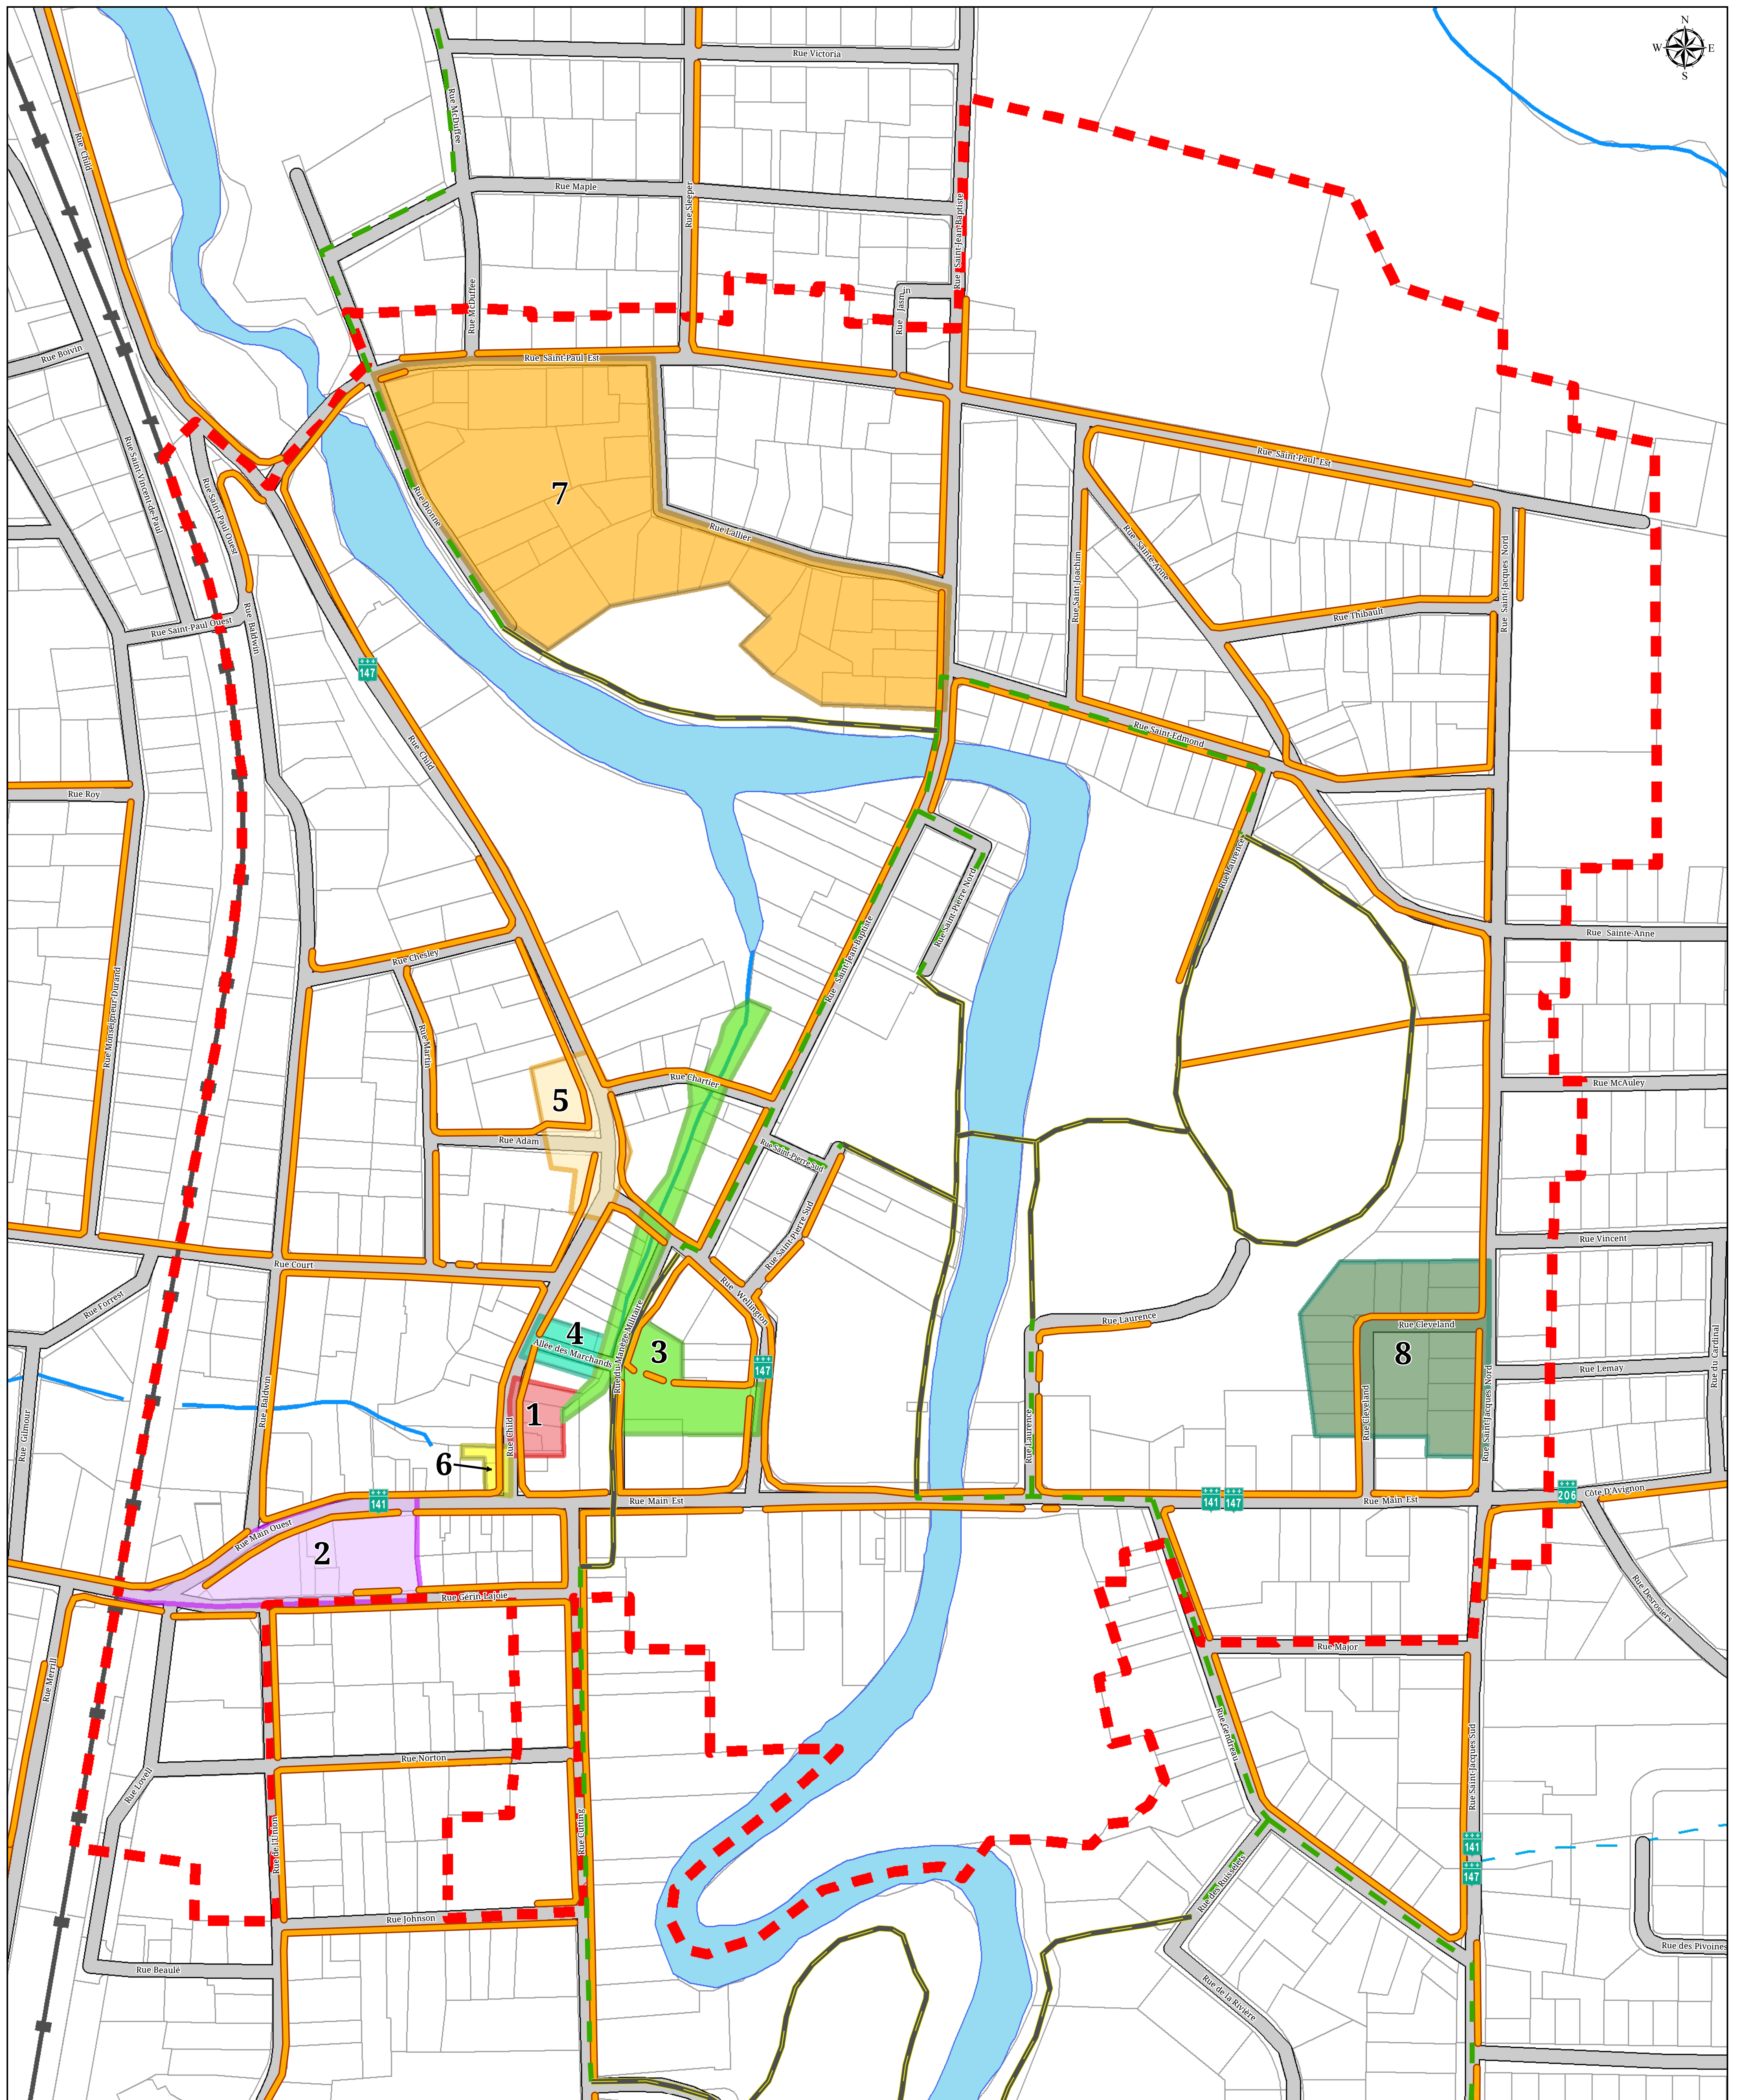 N
W E
S
Rue Victoria
Rue McDuffee
Rue Child
Rue Maple
Rue Sleeper
Rue Saint-Jean-Baptiste
Rue McDuffee
Rue Jasmin
Rue Boivin
Rue Saint-Paul Est
Rue Saint-Paul Est
Rue Saint-Vincent-de-Paul
Rue Saint-Paul Ouest
Rue Dionne
7
Rue Lallier
Rue Sainte-Anne
Rue Saint-Joachim
Rue Saint-Jacques Nord
Rue Thibault
Rue Saint-Paul Ouest
Rue Baldwin
147
Rue Child
Rue Saint-Edmond
Rue Roy
Rue Laurence
Rue Saint-Pierre Nord
Rue Saint-Jean-Baptiste
Rue Sainte-Anne
Rue Chesley
Rue Monseigneur-Durand
Rue Martin
Rue Chartier
Rue McAuley
5
Rue Adam
Rue Saint-Pierre Sud
Rue Saint-Pierre Sud
Rue Vincent
Rue Court
Rue Forrest
Rue Wellington
Rue Laurence
Rue Cleveland
4
Allée des Marchands
Rue du Manège-Militaire
3
8
147
Rue Lemay
Rue du Cardinal
Rue Baldwin
Rue Gilmour
1
Rue Child
Rue Laurence
Rue Cleveland
Rue Saint-Jacques Nord
6
141
Rue Main Est
141
147
Rue Main Est
206
Côte D'Avignon
Rue Main Ouest
2
Rue Gérin-Lajoie
Rue Desrosiers
Rue Major
Rue Merrill
Rue Gendreau
Rue Norton
Rue Lovell
Rue de l'Union
Rue Cutting
Rue Saint-Jacques Sud
141
147
Rue des Ruisselets
Rue Johnson
Rue des Pivoines
Rue Beaulé
Rue de la Rivière